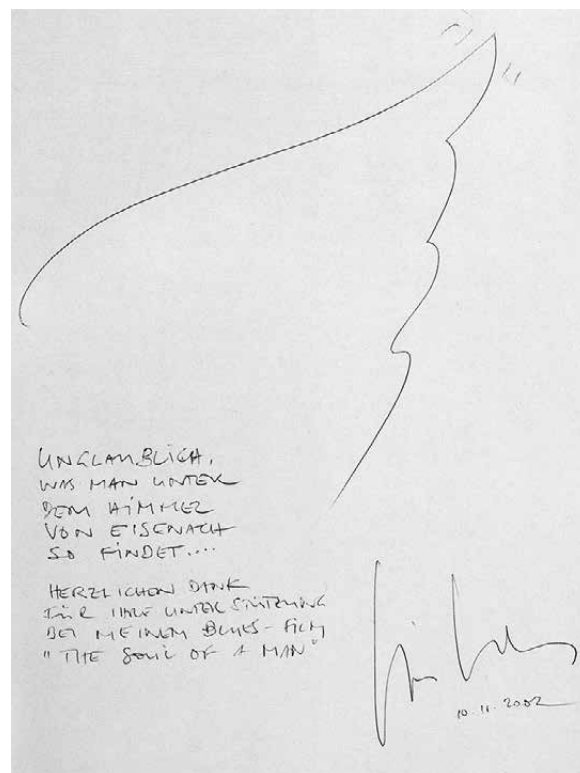 UNGLAUBLICH,
WAS MAN UNTER
DEM HIMMEL
VON EISENACH
SO FINDET....
HERZLICHEN DANK
FÜR IHRE UNTERSTÜTZUNG
BEI MEINEM BLUES-FILM
"THE SOUL OF A MAN"
10.11.2002